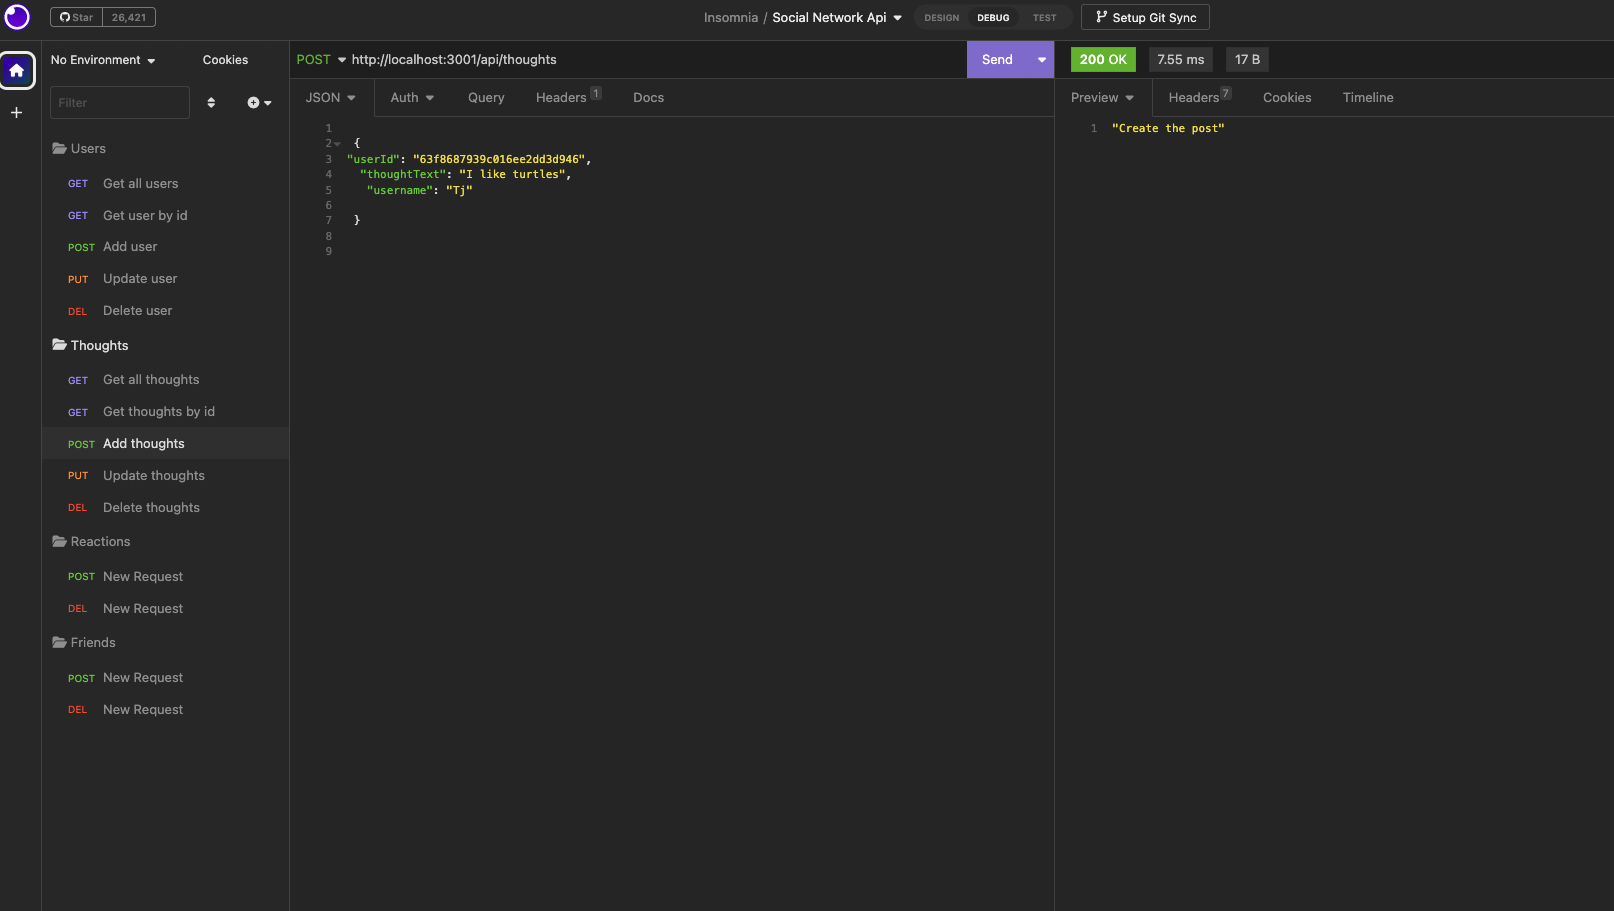 Star 26,421
Insomnia / Social Network Api
DESIGN DEBUG TEST
Setup Git Sync
No Environment Cookies
Filter
Users
GET Get all users
GET Get user by id
POST Add user
PUT Update user
DEL Delete user
Thoughts
GET Get all thoughts
GET Get thoughts by id
POST Add thoughts
PUT Update thoughts
DEL Delete thoughts
Reactions
POST New Request
DEL New Request
Friends
POST New Request
DEL New Request
POST http://localhost:3001/api/thoughts Send
JSON Auth Query Headers 1 Docs
1
2 {
3 "userId": "63f8687939c016ee2dd3d946",
4 "thoughtText": "I like turtles",
5 "username": "Tj"
6
7 }
8
9
200 OK 7.55 ms 17 B
Preview Headers 7 Cookies Timeline
1 "Create the post"